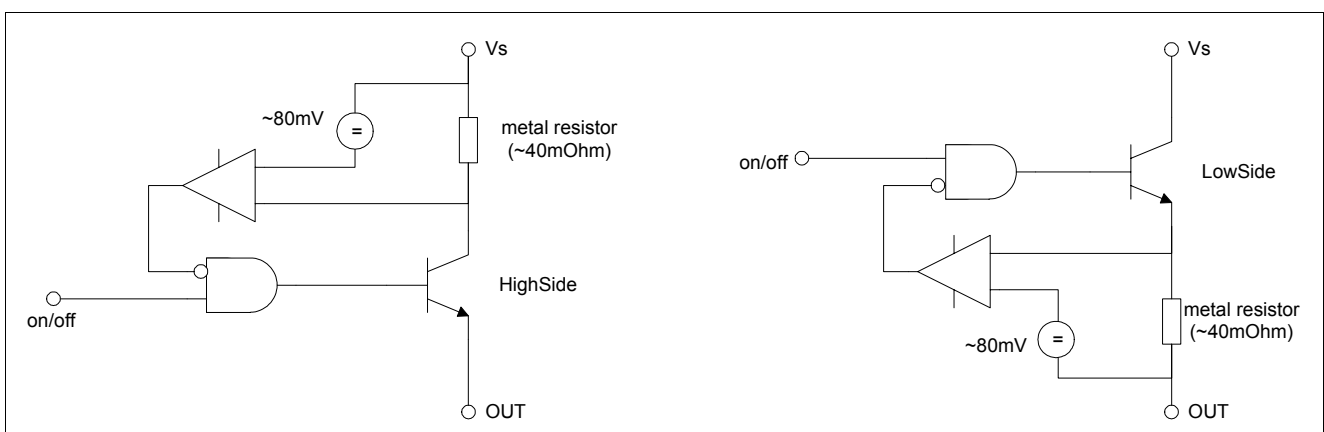 Vs
~80mV
=
metal resistor
(~40mOhm)
HighSide
on/off
OUT
Vs
on/off
LowSide
metal resistor
(~40mOhm)
~80mV
=
OUT